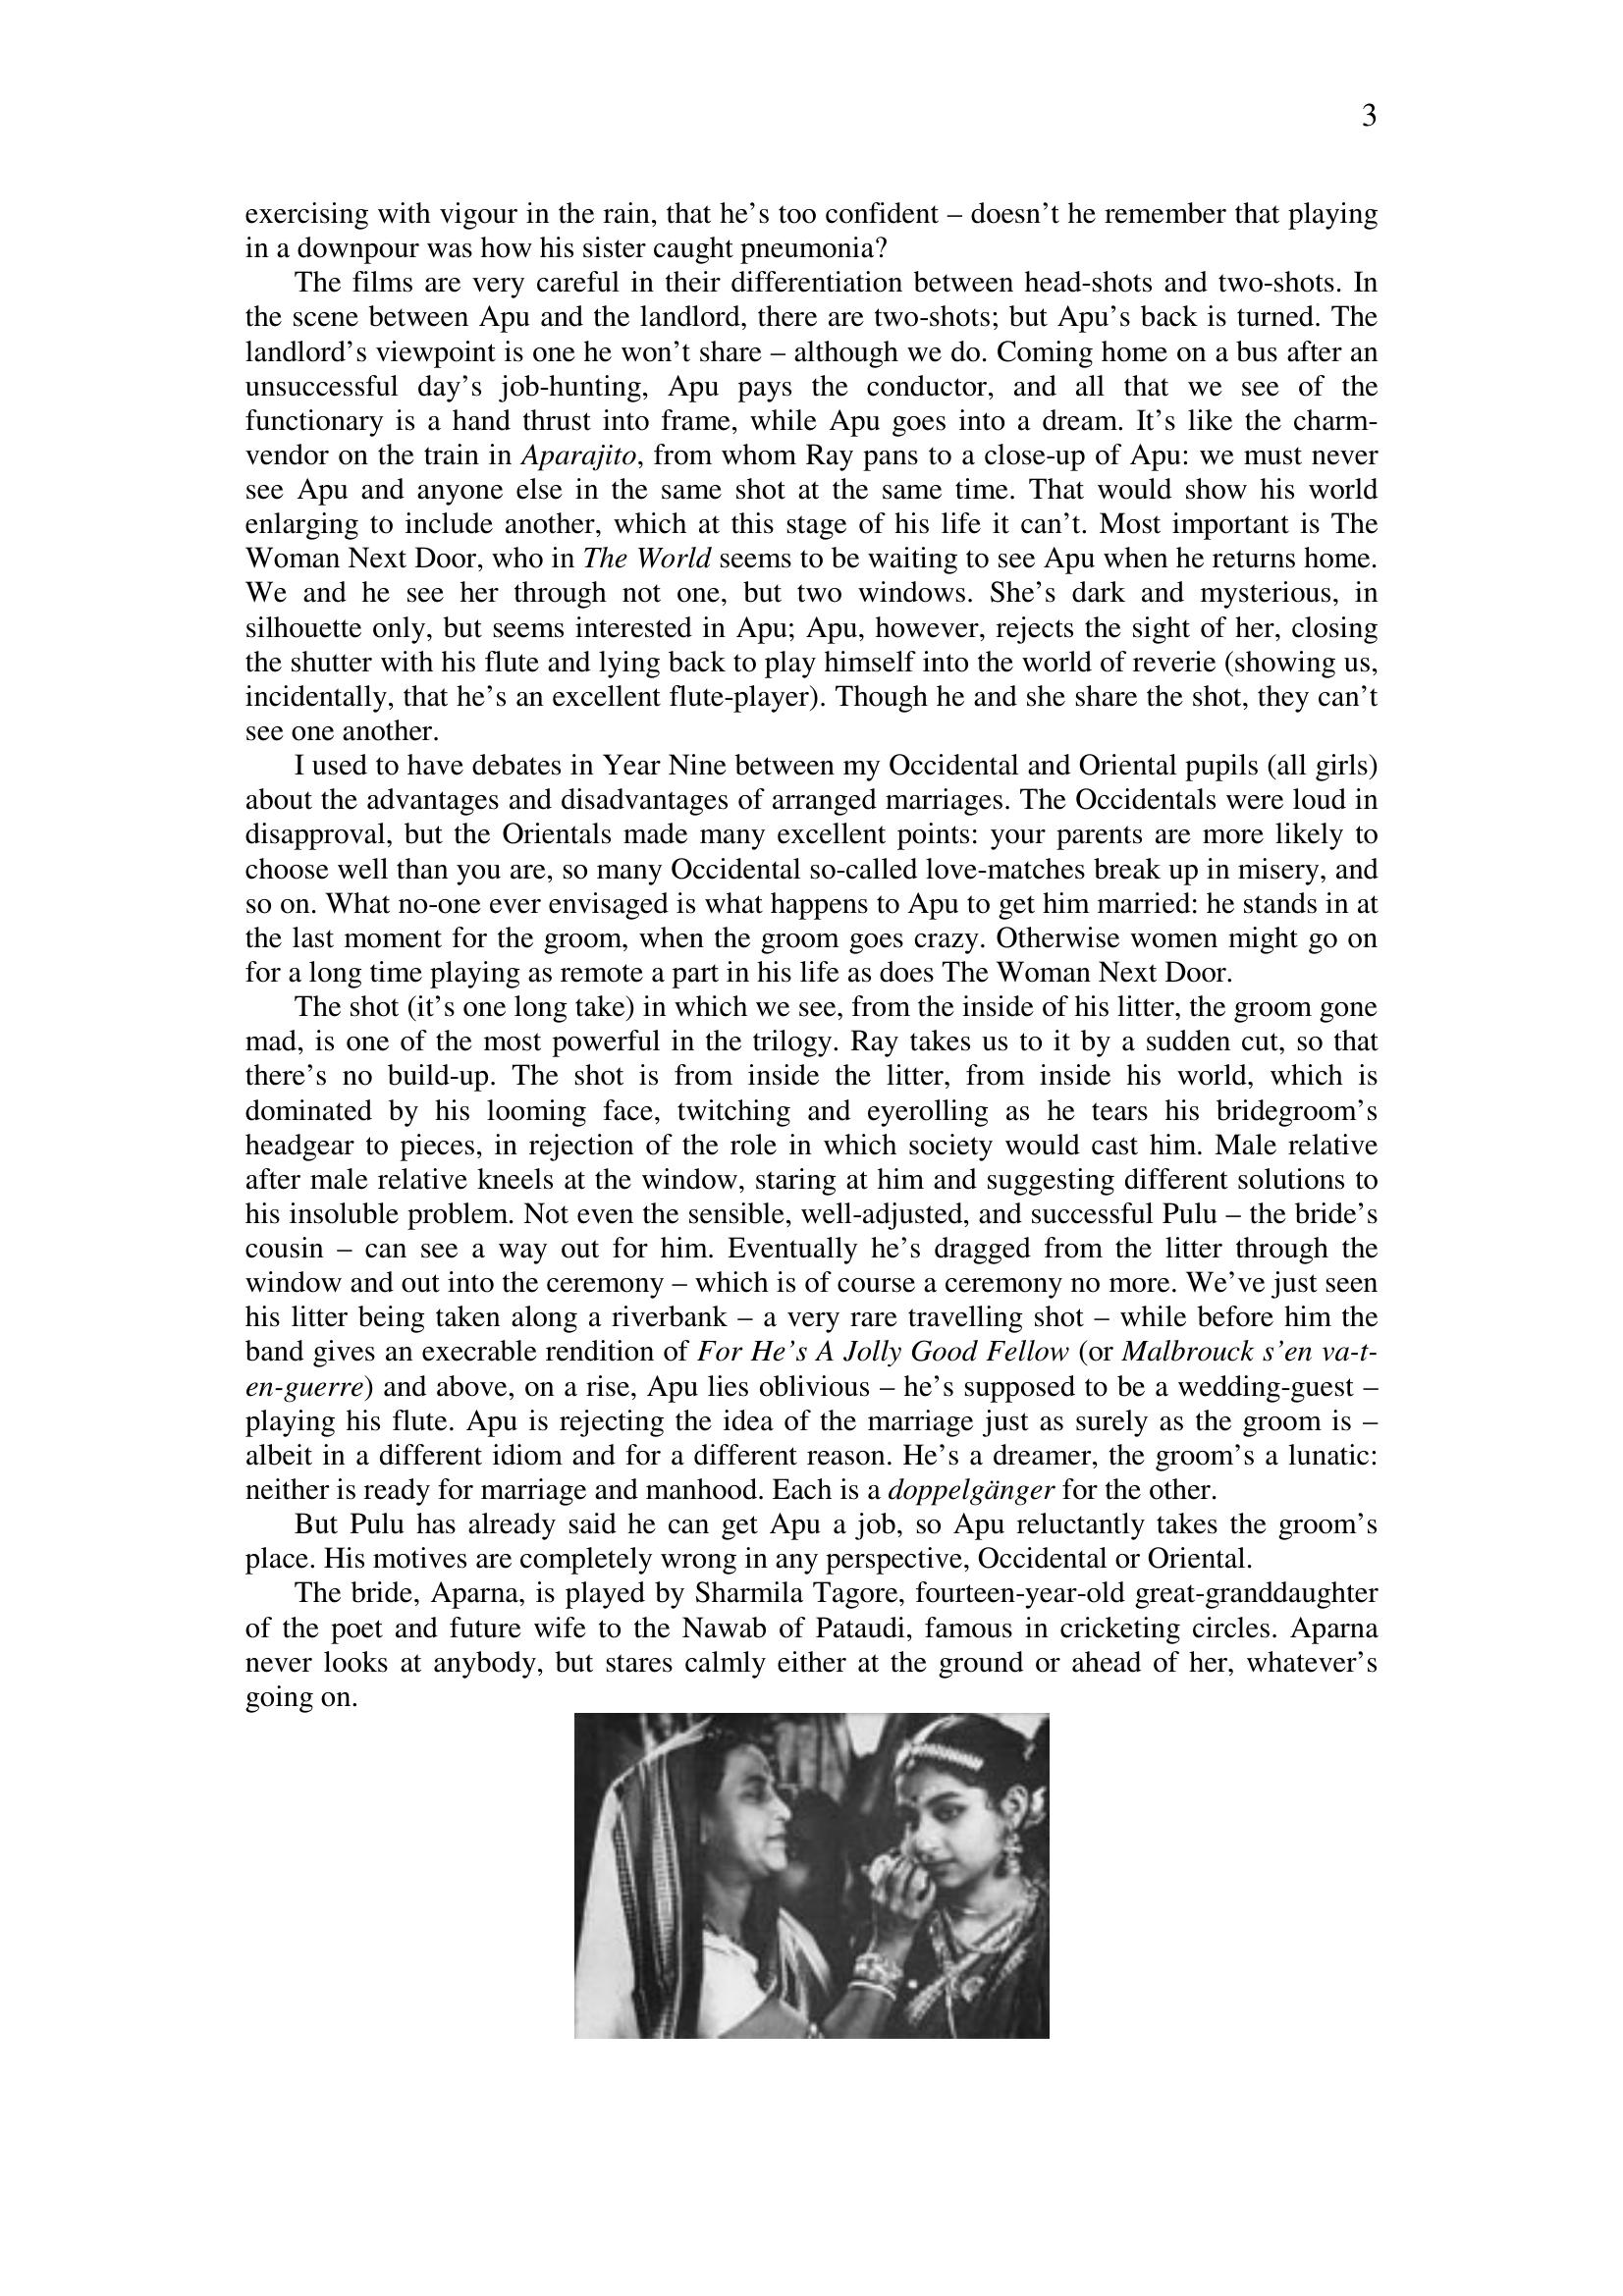 3
exercising with vigour in the rain, that he’s too confident – doesn’t he remember that playing
in a downpour was how his sister caught pneumonia?
The films are very careful in their differentiation between head-shots and two-shots. In
the scene between Apu and the landlord, there are two-shots; but Apu’s back is turned. The
landlord’s viewpoint is one he won’t share – although we do. Coming home on a bus after an
unsuccessful day’s job-hunting, Apu pays the conductor, and all that we see of the
functionary is a hand thrust into frame, while Apu goes into a dream. It’s like the charm-
vendor on the train in Aparajito, from whom Ray pans to a close-up of Apu: we must never
see Apu and anyone else in the same shot at the same time. That would show his world
enlarging to include another, which at this stage of his life it can’t. Most important is The
Woman Next Door, who in The World seems to be waiting to see Apu when he returns home.
We and he see her through not one, but two windows. She’s dark and mysterious, in
silhouette only, but seems interested in Apu; Apu, however, rejects the sight of her, closing
the shutter with his flute and lying back to play himself into the world of reverie (showing us,
incidentally, that he’s an excellent flute-player). Though he and she share the shot, they can’t
see one another.
I used to have debates in Year Nine between my Occidental and Oriental pupils (all girls)
about the advantages and disadvantages of arranged marriages. The Occidentals were loud in
disapproval, but the Orientals made many excellent points: your parents are more likely to
choose well than you are, so many Occidental so-called love-matches break up in misery, and
so on. What no-one ever envisaged is what happens to Apu to get him married: he stands in at
the last moment for the groom, when the groom goes crazy. Otherwise women might go on
for a long time playing as remote a part in his life as does The Woman Next Door.
The shot (it’s one long take) in which we see, from the inside of his litter, the groom gone
mad, is one of the most powerful in the trilogy. Ray takes us to it by a sudden cut, so that
there’s no build-up. The shot is from inside the litter, from inside his world, which is
dominated by his looming face, twitching and eyerolling as he tears his bridegroom’s
headgear to pieces, in rejection of the role in which society would cast him. Male relative
after male relative kneels at the window, staring at him and suggesting different solutions to
his insoluble problem. Not even the sensible, well-adjusted, and successful Pulu – the bride’s
cousin – can see a way out for him. Eventually he’s dragged from the litter through the
window and out into the ceremony – which is of course a ceremony no more. We’ve just seen
his litter being taken along a riverbank – a very rare travelling shot – while before him the
band gives an execrable rendition of For He’s A Jolly Good Fellow (or Malbrouck s’en va-t-
en-guerre) and above, on a rise, Apu lies oblivious – he’s supposed to be a wedding-guest –
playing his flute. Apu is rejecting the idea of the marriage just as surely as the groom is –
albeit in a different idiom and for a different reason. He’s a dreamer, the groom’s a lunatic:
neither is ready for marriage and manhood. Each is a doppelgänger for the other.
But Pulu has already said he can get Apu a job, so Apu reluctantly takes the groom’s
place. His motives are completely wrong in any perspective, Occidental or Oriental.
The bride, Aparna, is played by Sharmila Tagore, fourteen-year-old great-granddaughter
of the poet and future wife to the Nawab of Pataudi, famous in cricketing circles. Aparna
never looks at anybody, but stares calmly either at the ground or ahead of her, whatever’s
going on.